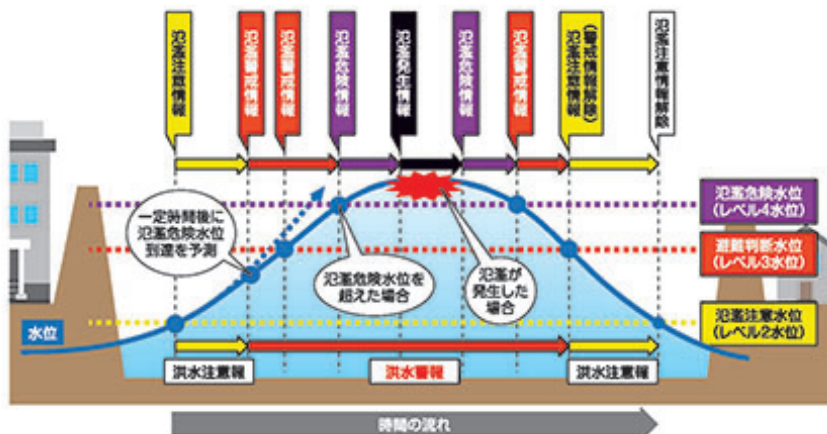 氾濫注意情報
氾濫警戒情報
氾濫警戒情報
氾濫危険情報
氾濫発生情報
氾濫危険情報
氾濫警戒情報
氾濫注意情報
(警戒情報解除)
氾濫注意情報解除
一定時間後に
氾濫危険水位
到達を予測
氾濫危険水位を
超えた場合
氾濫が
発生した
場合
氾濫危険水位
(レベル4水位)
避難判断水位
(レベル3水位)
氾濫注意水位
(レベル2水位)
水位
洪水注意報
洪水警報
洪水注意報
時間の流れ